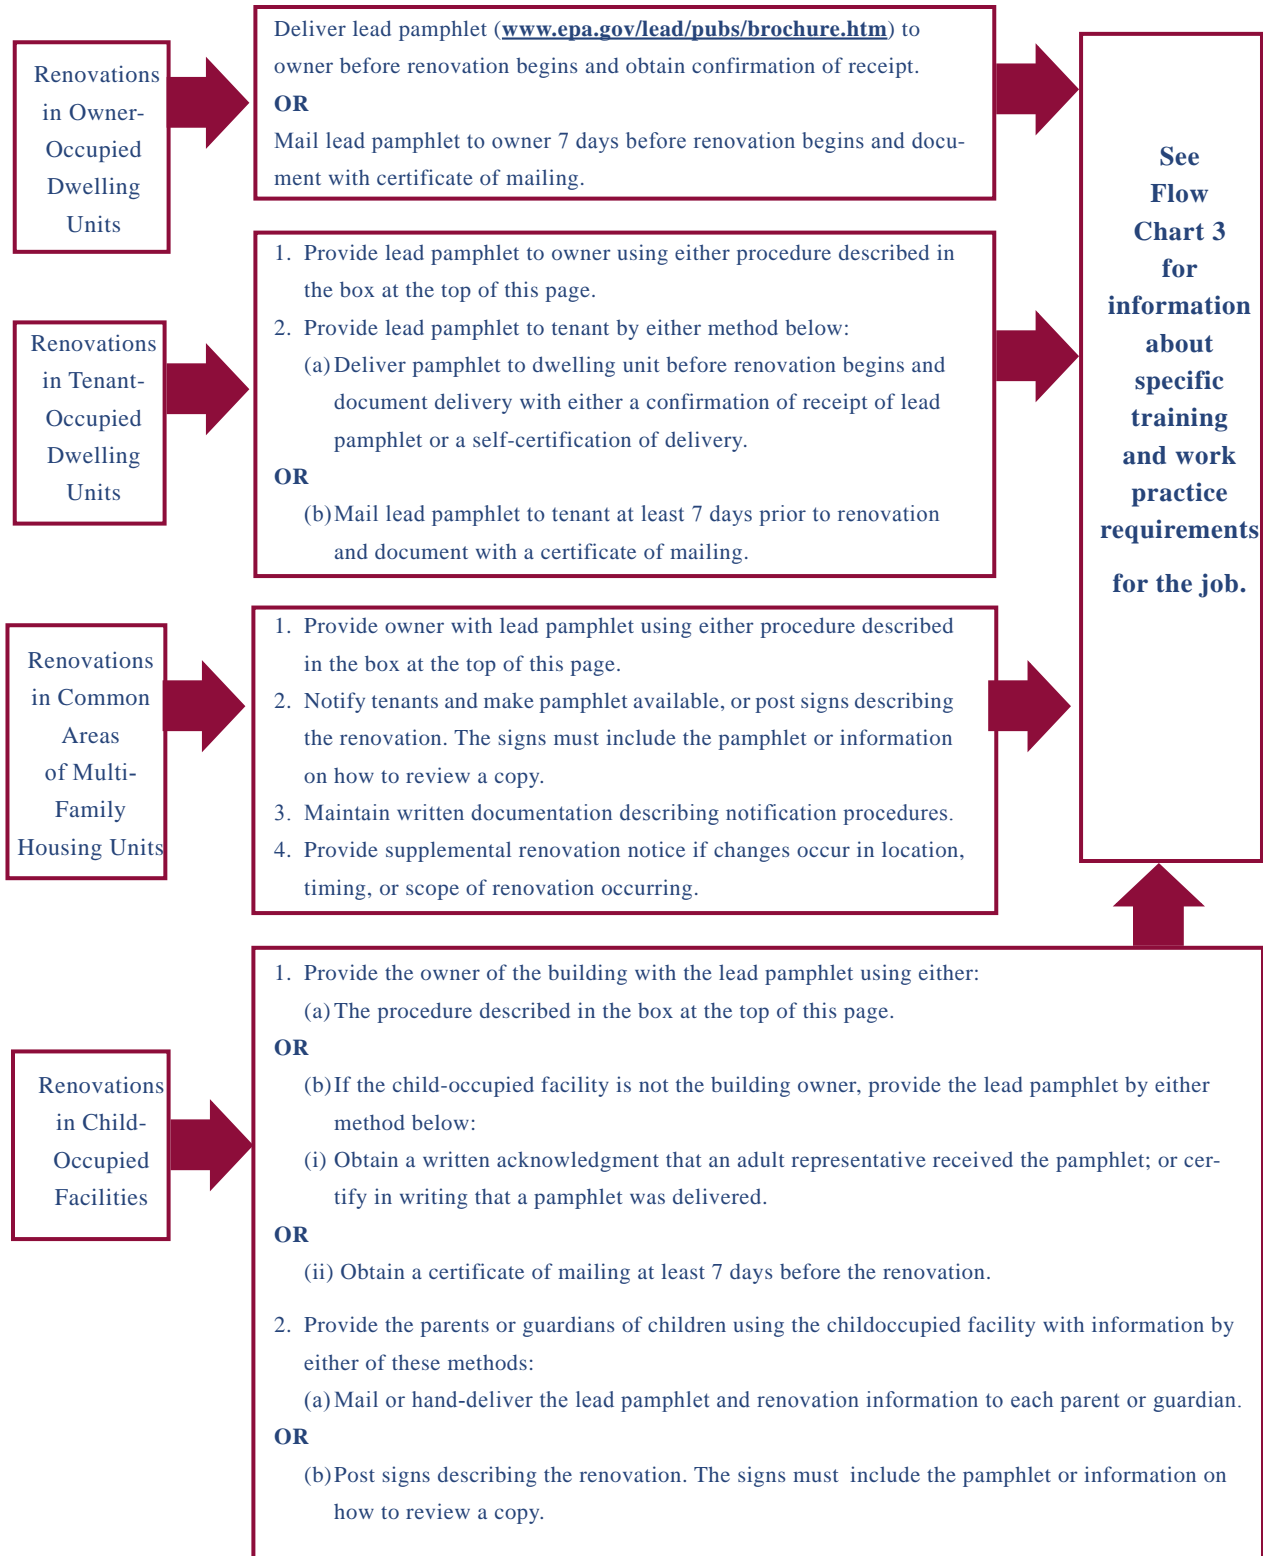 Renovations
in Owner-
Occupied
Dwelling
Units
Deliver lead pamphlet (www.epa.gov/lead/pubs/brochure.htm) to
owner before renovation begins and obtain confirmation of receipt.
OR
Mail lead pamphlet to owner 7 days before renovation begins and docu-
ment with certificate of mailing.
Renovations
in Tenant-
Occupied
Dwelling
Units
1. Provide lead pamphlet to owner using either procedure described in
the box at the top of this page.
2. Provide lead pamphlet to tenant by either method below:
(a) Deliver pamphlet to dwelling unit before renovation begins and
document delivery with either a confirmation of receipt of lead
pamphlet or a self-certification of delivery.
OR
(b) Mail lead pamphlet to tenant at least 7 days prior to renovation
and document with a certificate of mailing.
Renovations
in Common
Areas
of Multi-
Family
Housing Units
1. Provide owner with lead pamphlet using either procedure described
in the box at the top of this page.
2. Notify tenants and make pamphlet available, or post signs describing
the renovation. The signs must include the pamphlet or information
on how to review a copy.
3. Maintain written documentation describing notification procedures.
4. Provide supplemental renovation notice if changes occur in location,
timing, or scope of renovation occurring.
See
Flow
Chart 3
for
information
about
specific
training
and work
practice
requirements
for the job.
Renovations
in Child-
Occupied
Facilities
1. Provide the owner of the building with the lead pamphlet using either:
(a) The procedure described in the box at the top of this page.
OR
(b) If the child-occupied facility is not the building owner, provide the lead pamphlet by either
method below:
(i) Obtain a written acknowledgment that an adult representative received the pamphlet; or cer-
tify in writing that a pamphlet was delivered.
OR
(ii) Obtain a certificate of mailing at least 7 days before the renovation.
2. Provide the parents or guardians of children using the childoccupied facility with information by
either of these methods:
(a) Mail or hand-deliver the lead pamphlet and renovation information to each parent or guardian.
OR
(b) Post signs describing the renovation. The signs must include the pamphlet or information on
how to review a copy.